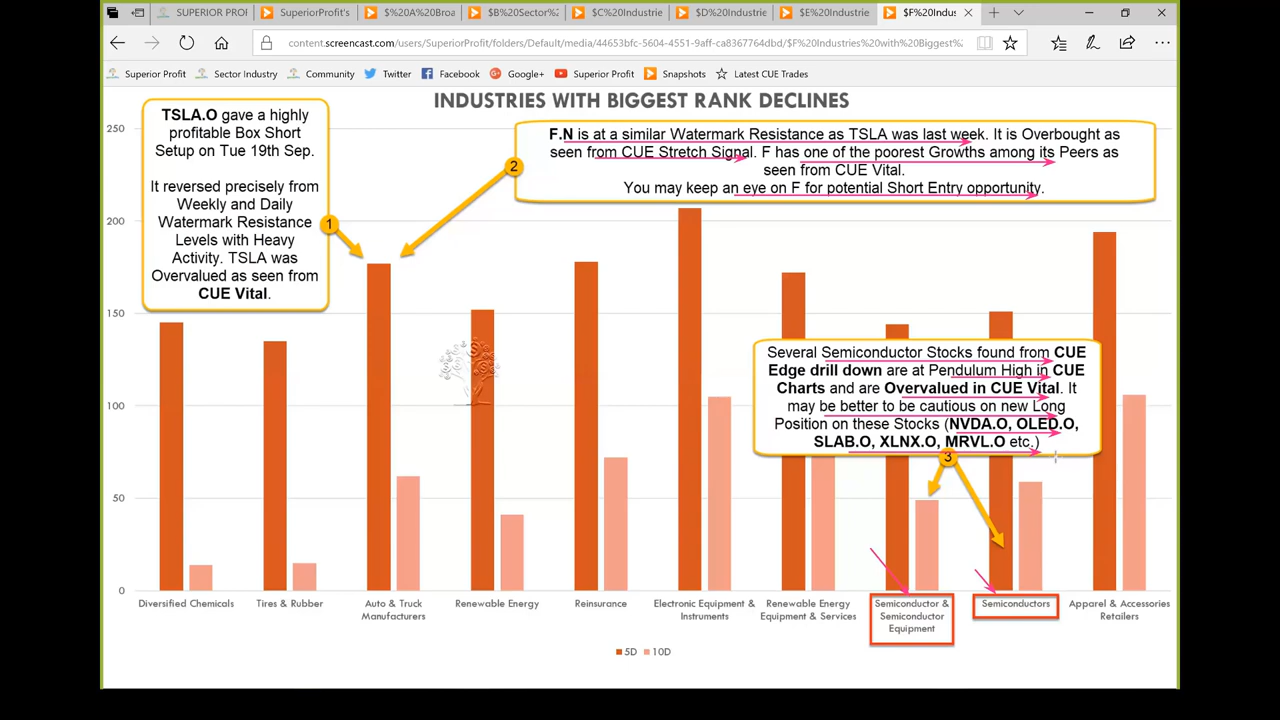 SUPERIOR PROF
SuperiorProfit's
$%20A%20Broa
$B%20Sector%2
$C%20Industrie
$D%20Industrie
$E%20Industrie
$F%20Indus
content.screencast.com/users/SuperiorProfit/folders/Default/media/44653bfc-5604-4551-9aff-ca8367764dbd/$F%20Industries%20with%20Biggest%
Superior Profit
Sector Industry
Community
Twitter
Facebook
Google+
Superior Profit
Snapshots
Latest CUE Trades
INDUSTRIES WITH BIGGEST RANK DECLINES
TSLA.O gave a highly
profitable Box Short
Setup on Tue 19th Sep.
It reversed precisely from
Weekly and Daily
Watermark Resistance
Levels with Heavy
Activity. TSLA was
Overvalued as seen from
CUE Vital.
1
F.N is at a similar Watermark Resistance as TSLA was last week. It is Overbought as
seen from CUE Stretch Signal. F has one of the poorest Growths among its Peers as
seen from CUE Vital.
You may keep an eye on F for potential Short Entry opportunity.
2
Several Semiconductor Stocks found from CUE
Edge drill down are at Pendulum High in CUE
Charts and are Overvalued in CUE Vital. It
may be better to be cautious on new Long
Position on these Stocks (NVDA.O, OLED.O,
SLAB.O, XLNX.O, MRVL.O etc.)
3
250
200
150
100
50
0
Diversified Chemicals
Tires & Rubber
Auto & Truck
Manufacturers
Renewable Energy
Reinsurance
Electronic Equipment &
Instruments
Renewable Energy
Equipment & Services
Semiconductor &
Semiconductor
Equipment
Semiconductors
Apparel & Accessories
Retailers
5D
10D